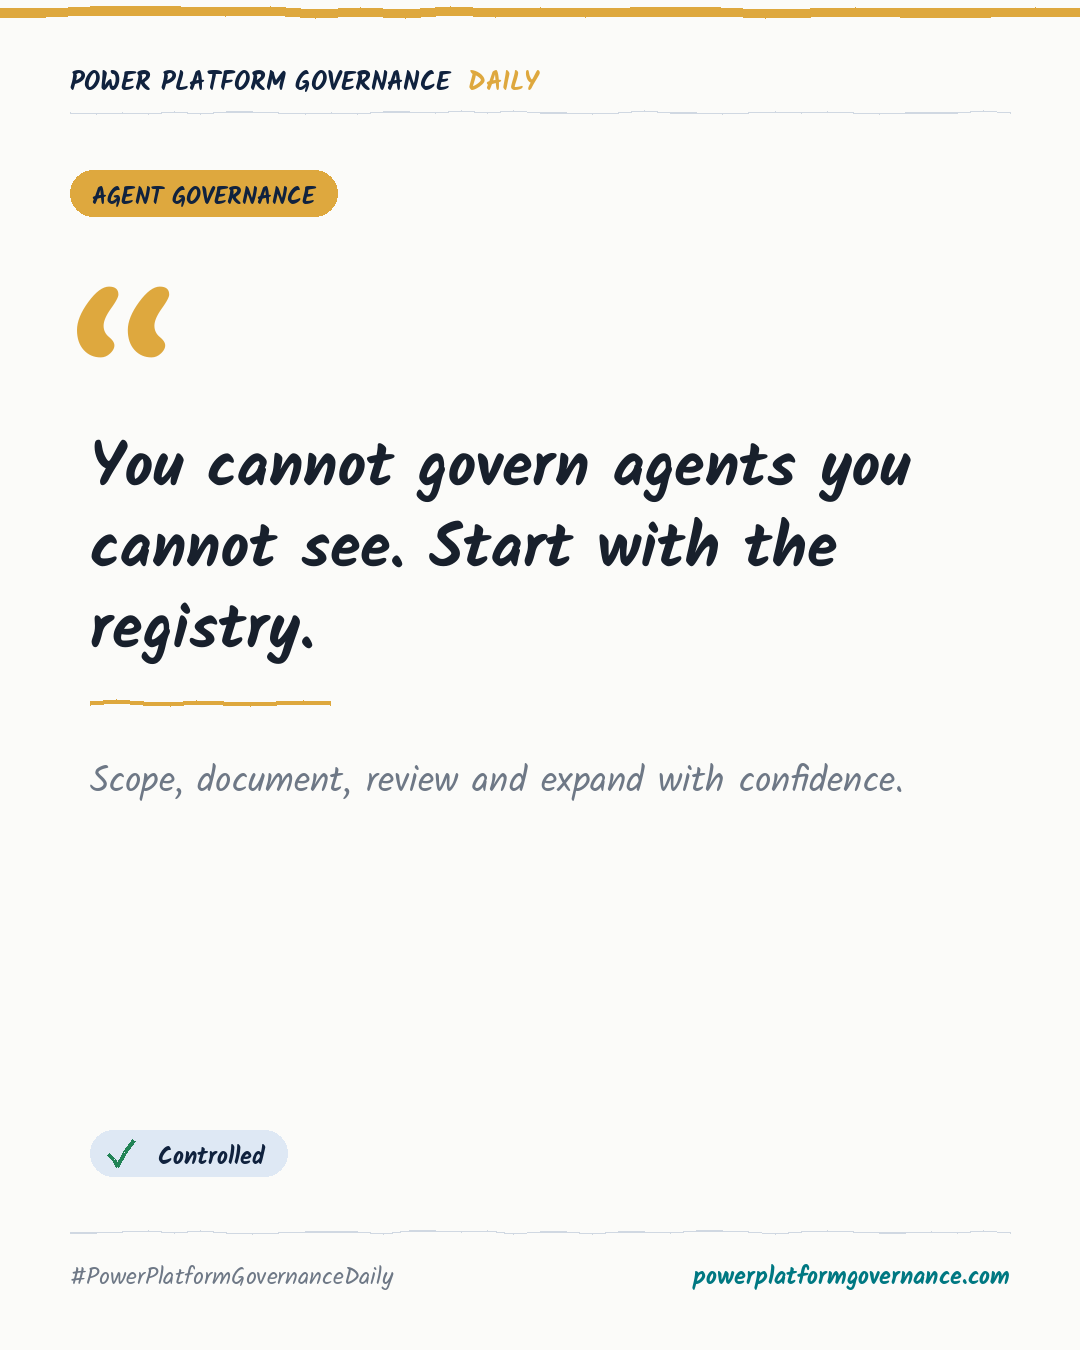 POWER PLATFORM GOVERNANCE DAILY
AGENT GOVERNANCE
“
You cannot govern agents you
cannot see. Start with the
registry.
Scope, document, review and expand with confidence.
✓ Controlled
#PowerPlatformGovernanceDaily
powerplatformgovernance.com